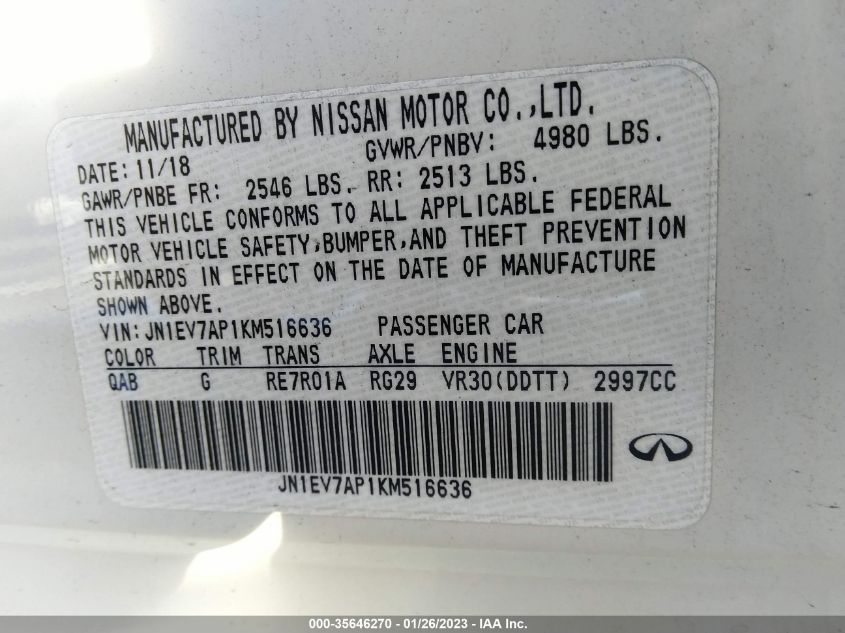 MANUFACTURED BY NISSAN MOTOR CO.,LTD.
DATE: 11/18 GVWR/PNBV: 4980 LBS.
GAWR/PNBE FR: 2546 LBS. RR: 2513 LBS.
THIS VEHICLE CONFORMS TO ALL APPLICABLE FEDERAL
MOTOR VEHICLE SAFETY,BUMPER,AND THEFT PREVENTION
STANDARDS IN EFFECT ON THE DATE OF MANUFACTURE
SHOWN ABOVE.
VIN: JN1EV7AP1KM516636 PASSENGER CAR
COLOR TRIM TRANS AXLE ENGINE
QAB G RE7R01A RG29 VR30(DDTT) 2997CC
JN1EV7AP1KM516636
000-35646270 - 01/26/2023 - IAA Inc.